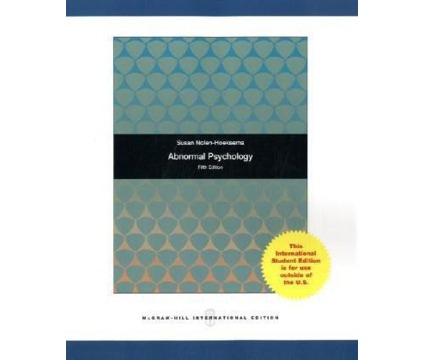 Susan Nolen-Hoeksema
Abnormal Psychology
Fifth Edition
This
International
Student Edition
is for use
outside of
the U.S.
McGRAW-HILL INTERNATIONAL EDITION